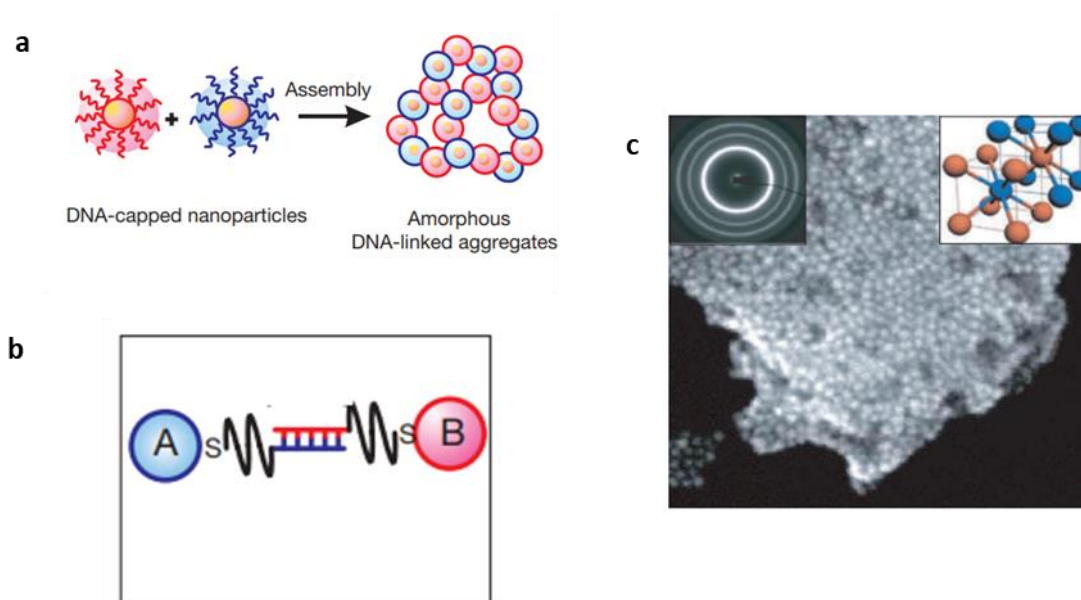 a
Assembly
+
DNA-capped nanoparticles
Amorphous
DNA-linked aggregates
b
A S S B
c